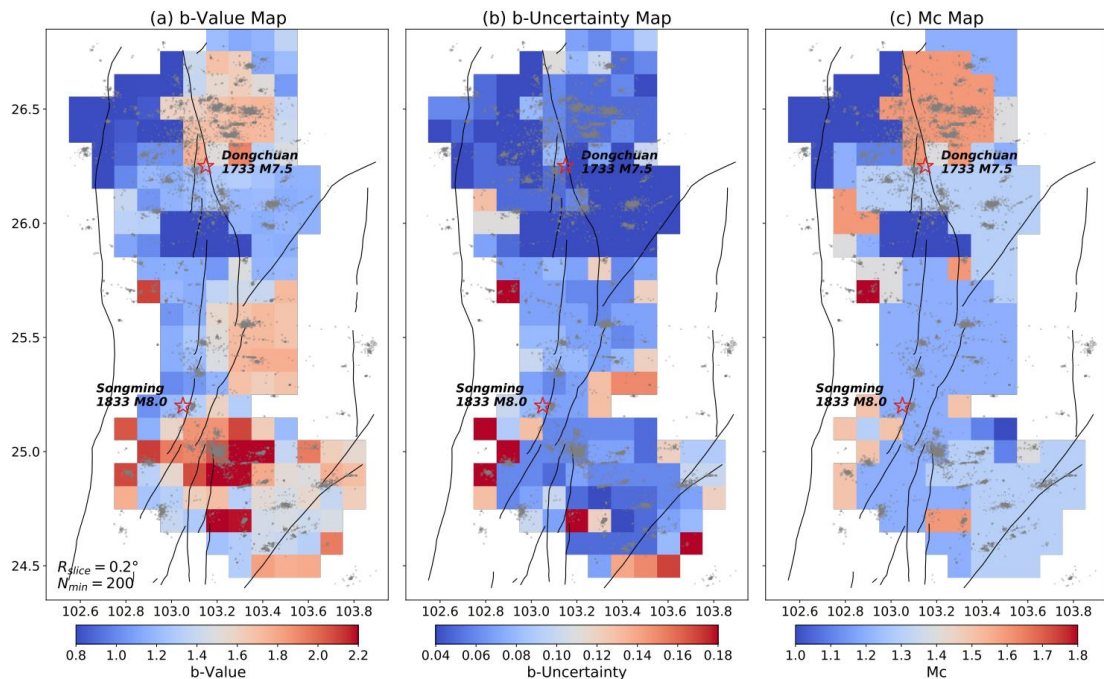 (a) b-Value Map
(b) b-Uncertainty Map
(c) Mc Map
26.5
26.0
25.5
25.0
24.5
Dongchuan
1733 M7.5
Songming
1833 M8.0
R_slice = 0.2°
N_min = 200
Dongchuan
1733 M7.5
Songming
1833 M8.0
Dongchuan
1733 M7.5
Songming
1833 M8.0
102.6 102.8 103.0 103.2 103.4 103.6 103.8
102.6 102.8 103.0 103.2 103.4 103.6 103.8
102.6 102.8 103.0 103.2 103.4 103.6 103.8
0.8 1.0 1.2 1.4 1.6 1.8 2.0 2.2
b-Value
0.04 0.06 0.08 0.10 0.12 0.14 0.16 0.18
b-Uncertainty
1.0 1.1 1.2 1.3 1.4 1.5 1.6 1.7 1.8
Mc